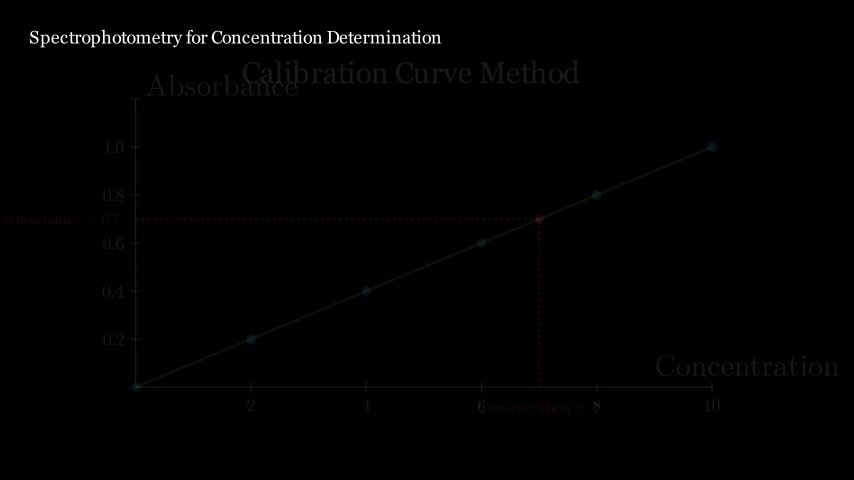 Spectrophotometry for Concentration Determination
Calibration Curve Method
Absorbance
1.0
0.8
Absorbance = 0.7
0.6
0.4
0.2
Concentration
2
4
6
Concentration =
8
10